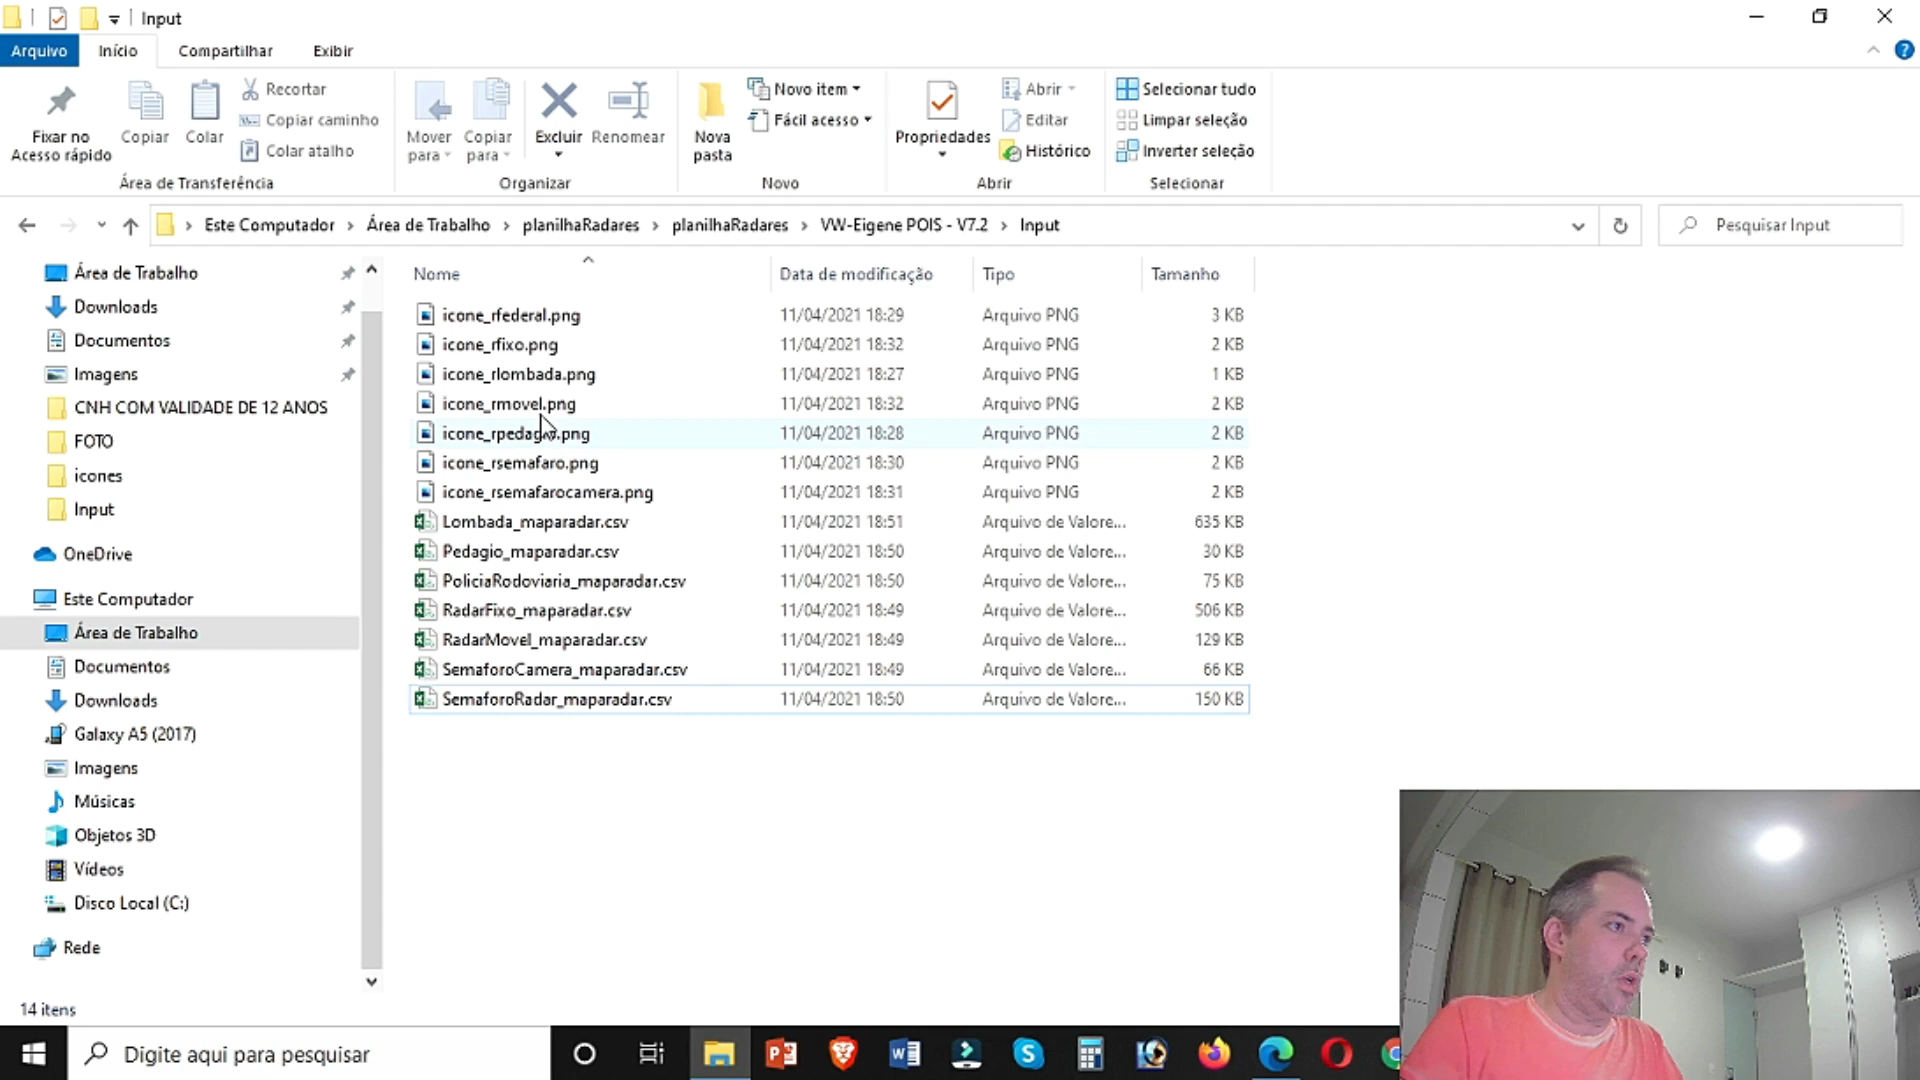 Input
Arquivo Início Compartilhar Exibir
Fixar no Acesso rápido
Copiar
Colar
Recortar
Copiar caminho
Colar atalho
Área de Transferência
Mover para
Copiar para
Excluir
Renomear
Organizar
Nova pasta
Novo item
Fácil acesso
Novo
Propriedades
Abrir
Editar
Histórico
Abrir
Selecionar tudo
Limpar seleção
Inverter seleção
Selecionar
Este Computador > Área de Trabalho > planilhaRadares > planilhaRadares > VW-Eigene POIS - V7.2 > Input
Pesquisar Input
Área de Trabalho
Downloads
Documentos
Imagens
CNH COM VALIDADE DE 12 ANOS
FOTO
icones
Input
OneDrive
Este Computador
Área de Trabalho
Documentos
Downloads
Galaxy A5 (2017)
Imagens
Músicas
Objetos 3D
Vídeos
Disco Local (C:)
Rede
Nome Data de modificação Tipo Tamanho
icone_rfederal.png 11/04/2021 18:29 Arquivo PNG 3 KB
icone_rfixo.png 11/04/2021 18:32 Arquivo PNG 2 KB
icone_rlombada.png 11/04/2021 18:27 Arquivo PNG 1 KB
icone_rmovel.png 11/04/2021 18:32 Arquivo PNG 2 KB
icone_rpedagio.png 11/04/2021 18:28 Arquivo PNG 2 KB
icone_rsemafaro.png 11/04/2021 18:30 Arquivo PNG 2 KB
icone_rsemafarocamera.png 11/04/2021 18:31 Arquivo PNG 2 KB
Lombada_maparadar.csv 11/04/2021 18:51 Arquivo de Valore... 635 KB
Pedagio_maparadar.csv 11/04/2021 18:50 Arquivo de Valore... 30 KB
PoliciaRodoviaria_maparadar.csv 11/04/2021 18:50 Arquivo de Valore... 75 KB
RadarFixo_maparadar.csv 11/04/2021 18:49 Arquivo de Valore... 506 KB
RadarMovel_maparadar.csv 11/04/2021 18:49 Arquivo de Valore... 129 KB
SemaforoCamera_maparadar.csv 11/04/2021 18:49 Arquivo de Valore... 66 KB
SemaforoRadar_maparadar.csv 11/04/2021 18:50 Arquivo de Valore... 150 KB
14 itens
Digite aqui para pesquisar